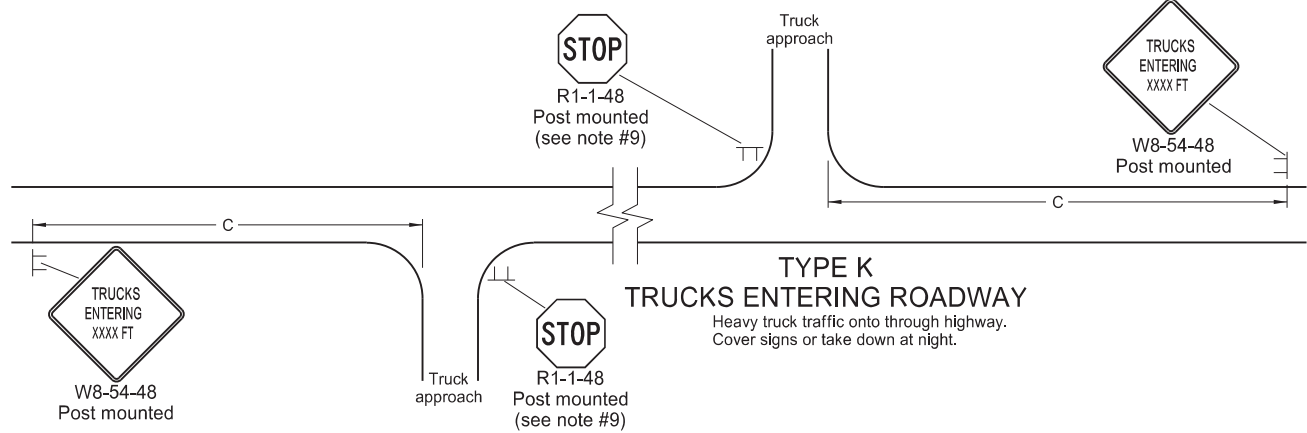 Truck
approach
STOP
R1-1-48
Post mounted
(see note #9)
TRUCKS
ENTERING
XXXX FT
W8-54-48
Post mounted
C
C
TRUCKS
ENTERING
XXXX FT
W8-54-48
Post mounted
Truck
approach
STOP
R1-1-48
Post mounted
(see note #9)
TYPE K
TRUCKS ENTERING ROADWAY
Heavy truck traffic onto through highway.
Cover signs or take down at night.